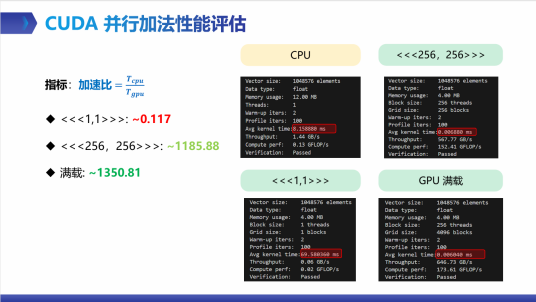 CUDA 并行加法性能评估
指标：加速比 = T_cpu / T_gpu
◆ <<<1,1>>>: ~0.117
◆ <<<256，256>>>: ~1185.88
◆ 满载: ~1350.81
CPU
Vector size: 1048576 elements
Data type: float
Memory usage: 12.00 MB
Threads: 1
Warm-up iters: 2
Profile iters: 100
Avg kernel time: 8.158880 ms
Throughput: 1.44 GB/s
Compute perf: 0.13 GFLOP/s
Verification: Passed
<<<256，256>>>
Vector size: 1048576 elements
Data type: float
Memory usage: 4.00 MB
Block size: 256 threads
Grid size: 256 blocks
Warm-up iters: 2
Profile iters: 100
Avg kernel time: 0.006880 ms
Throughput: 567.77 GB/s
Compute perf: 152.41 GFLOP/s
Verification: Passed
<<<1,1>>>
Vector size: 1048576 elements
Data type: float
Memory usage: 4.00 MB
Block size: 1 threads
Grid size: 1 blocks
Warm-up iters: 2
Profile iters: 100
Avg kernel time: 69.580360 ms
Throughput: 0.06 GB/s
Compute perf: 0.02 GFLOP/s
Verification: Passed
GPU 满载
Vector size: 1048576 elements
Data type: float
Memory usage: 4.00 MB
Block size: 256 threads
Grid size: 4096 blocks
Warm-up iters: 2
Profile iters: 100
Avg kernel time: 0.006040 ms
Throughput: 646.73 GB/s
Compute perf: 173.61 GFLOP/s
Verification: Passed